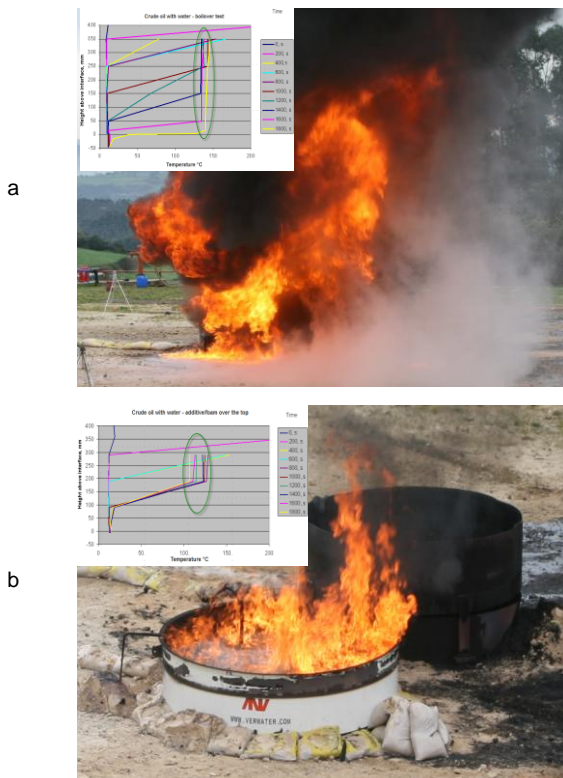 a
Crude oil with water - boilover test
Time
Height above interface, mm
400
350
300
250
200
150
100
50
0
-50
0 50 100 150 200
Temperature °C
0, s
200, s
400, s
600, s
800, s
1000, s
1200, s
1400, s
1600, s
1800, s
b
Crude oil with water - additive/foam over the top
Time
Height above interface, mm
400
350
300
250
200
150
100
50
0
-50
0 50 100 150 200
Temperature °C
0, s
200, s
400, s
600, s
800, s
1000, s
1200, s
1400, s
1600, s
1800, s
WWW.VERWATER.COM